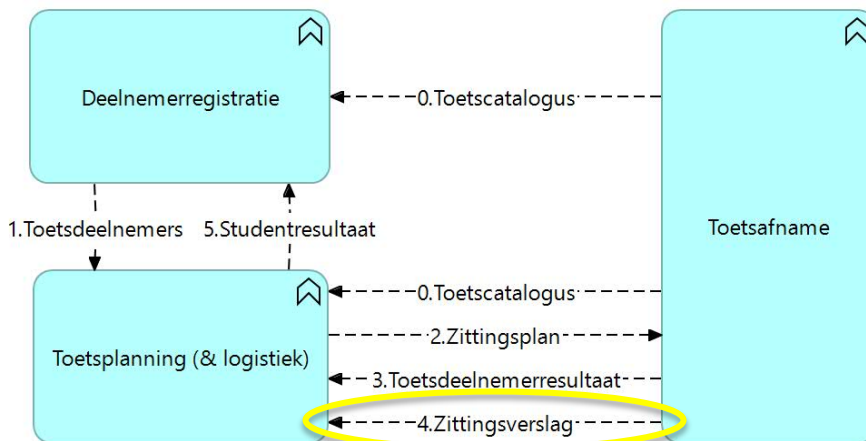 Deelnemerregistratie
0.Toetscatalogus
Toetsafname
1.Toetsdeelnemers
5.Studentresultaat
0.Toetscatalogus
Toetsplanning (& logistiek)
2.Zittingsplan
3.Toetsdeelnemerresultaat
4.Zittingsverslag